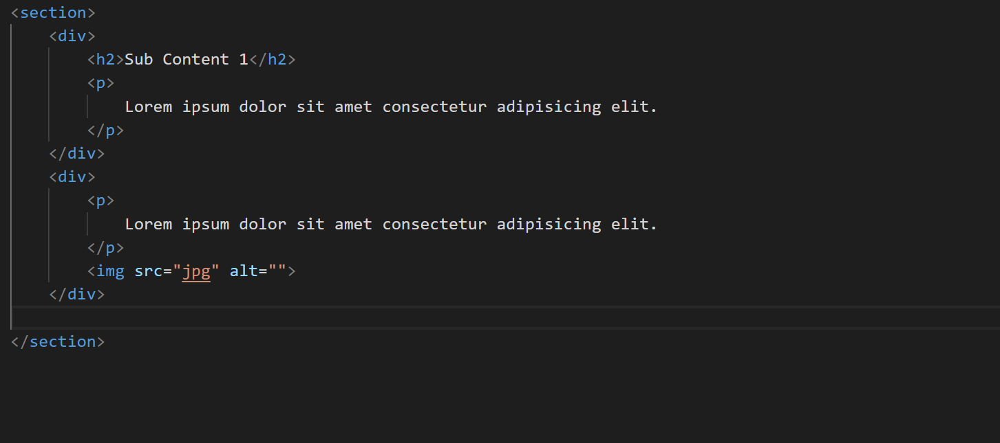 <section>
    <div>
        <h2>Sub Content 1</h2>
        <p>
            Lorem ipsum dolor sit amet consectetur adipisicing elit.
        </p>
    </div>
    <div>
        <p>
            Lorem ipsum dolor sit amet consectetur adipisicing elit.
        </p>
        <img src="jpg" alt="">
    </div>
</section>